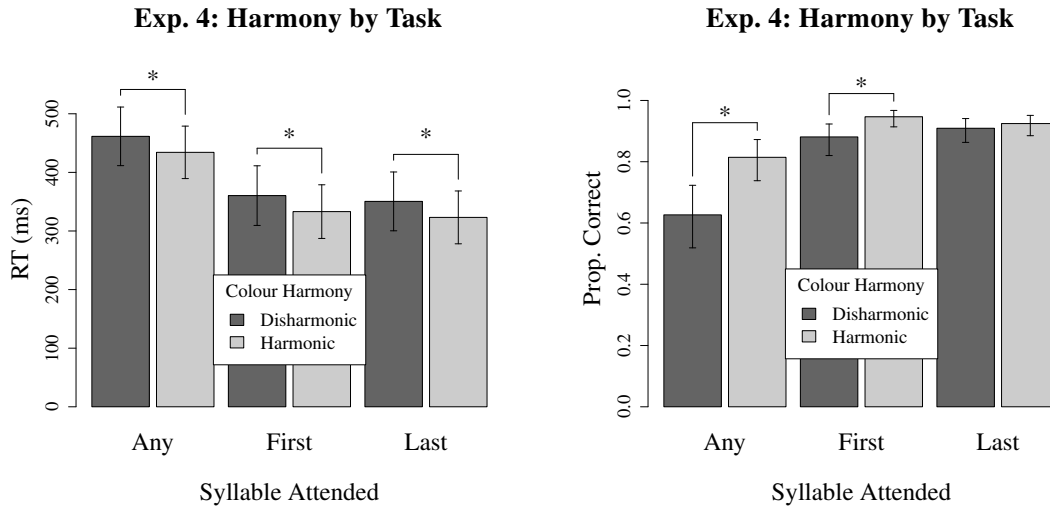 Exp. 4: Harmony by Task
RT (ms)
500
400
300
200
100
0
*
*
*
Colour Harmony
Disharmonic
Harmonic
Any
First
Last
Syllable Attended
Exp. 4: Harmony by Task
Prop. Correct
1.0
0.8
0.6
0.4
0.2
0.0
*
*
Colour Harmony
Disharmonic
Harmonic
Any
First
Last
Syllable Attended